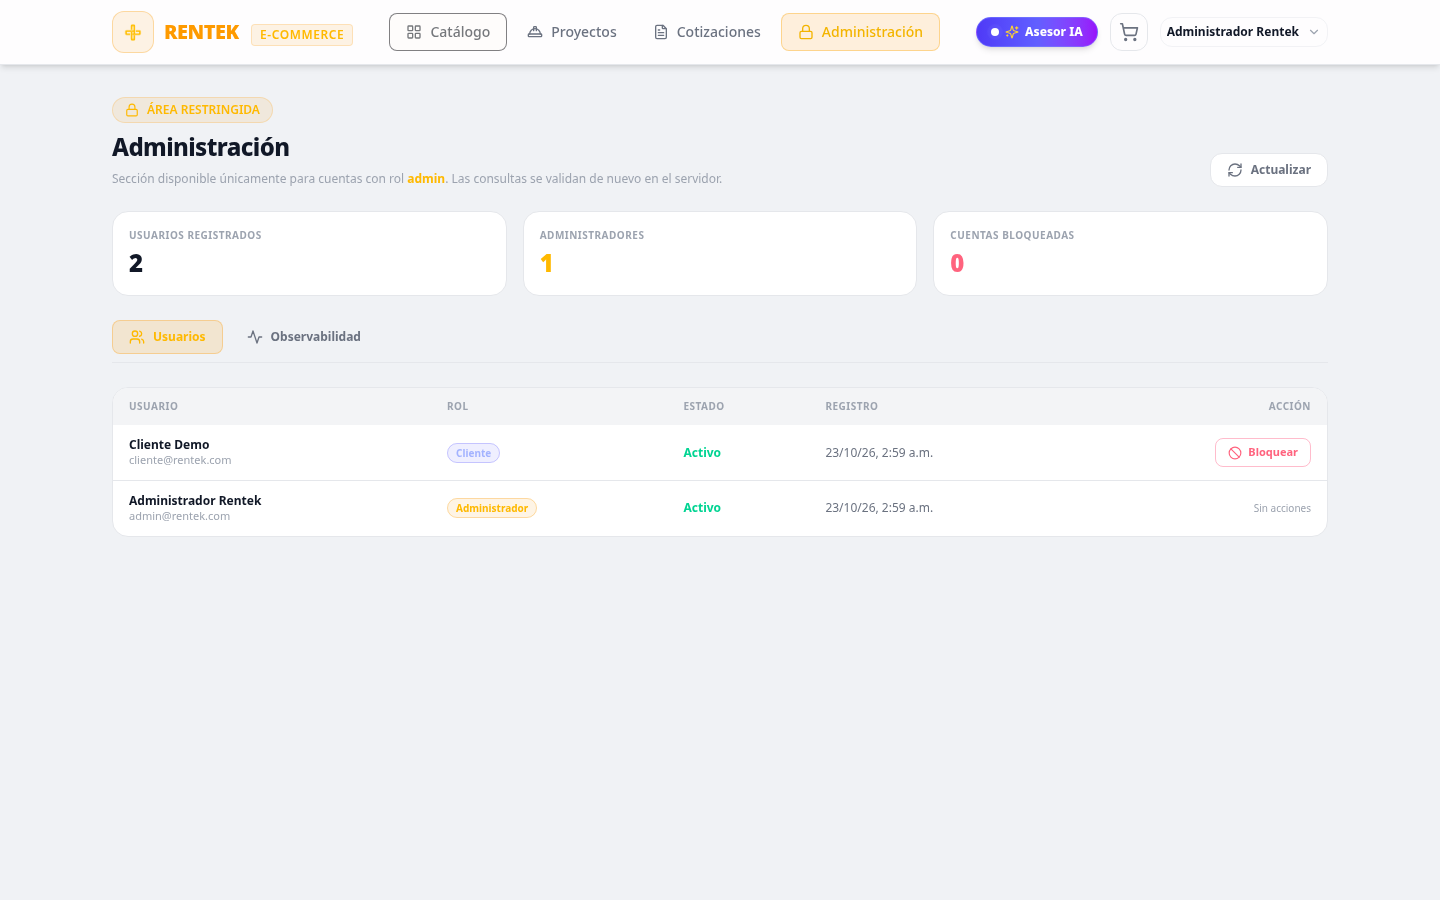 RENTEK E-COMMERCE Catálogo Proyectos Cotizaciones Administración Asesor IA Administrador Rentek
ÁREA RESTRINGIDA
Administración
Sección disponible únicamente para cuentas con rol admin. Las consultas se validan de nuevo en el servidor.
Actualizar
USUARIOS REGISTRADOS
2
ADMINISTRADORES
1
CUENTAS BLOQUEADAS
0
Usuarios Observabilidad
USUARIO ROL ESTADO REGISTRO ACCIÓN
Cliente Demo
cliente@rentek.com
Cliente Activo 23/10/26, 2:59 a.m. Bloquear
Administrador Rentek
admin@rentek.com
Administrador Activo 23/10/26, 2:59 a.m. Sin acciones